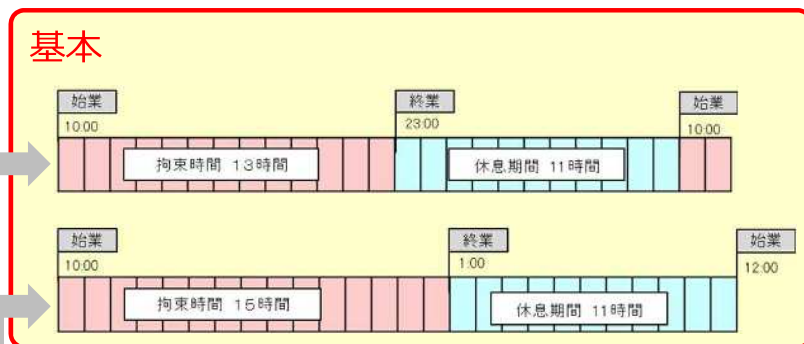 基本
始業 終業 始業
10:00 23:00 10:00
拘束時間 13時間 休息期間 11時間
始業 終業 始業
10:00 1:00 12:00
拘束時間 15時間 休息期間 11時間